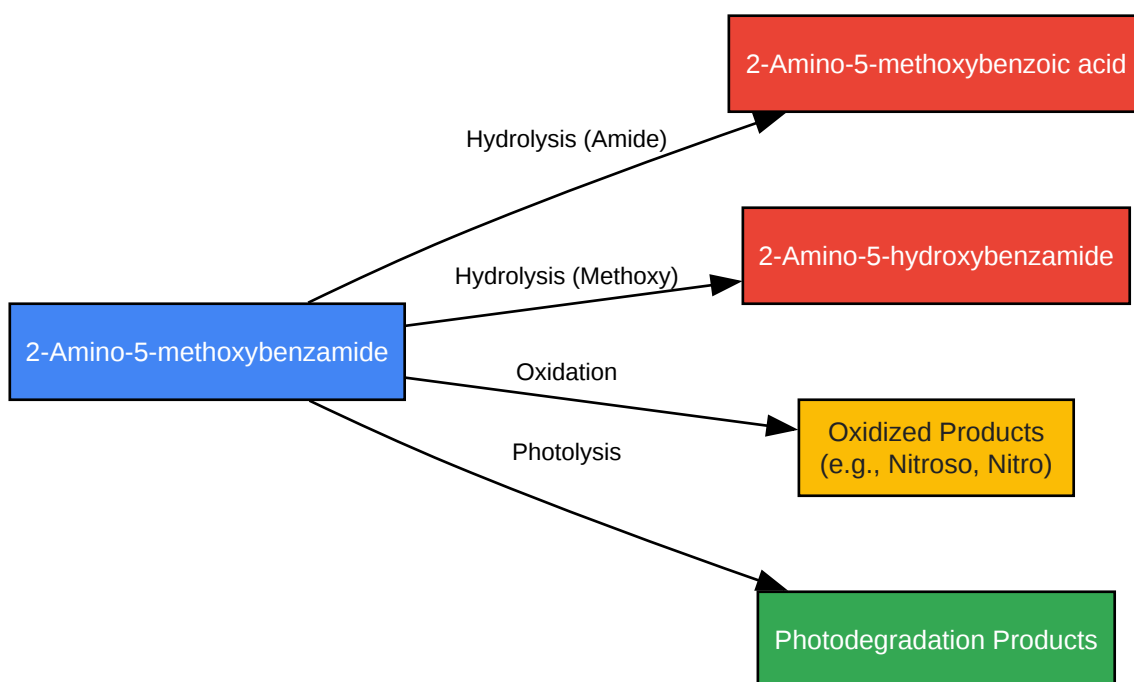 2-Amino-5-methoxybenzoic acid
Hydrolysis (Amide)
2-Amino-5-hydroxybenzamide
Hydrolysis (Methoxy)
2-Amino-5-methoxybenzamide
Oxidation
Oxidized Products
(e.g., Nitroso, Nitro)
Photolysis
Photodegradation Products